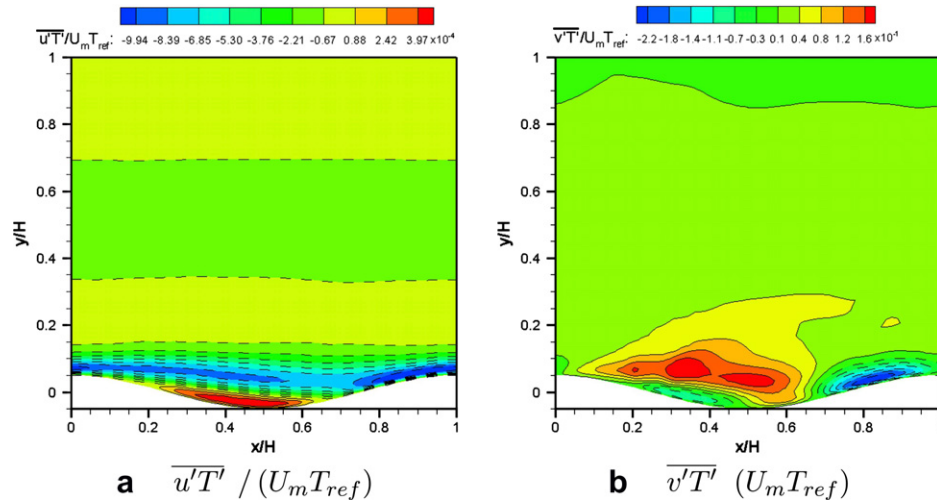 u'T'/UmTref: -9.94 -8.39 -6.85 -5.30 -3.76 -2.21 -0.67 0.88 2.42 3.97 x10⁻⁴
1
0.8
0.6
0.4
0.2
0
y/H
0 0.2 0.4 0.6 0.8 1
x/H
a u'T' / (UmTref)
v'T'/UmTref: -2.2 -1.8 -1.4 -1.1 -0.7 -0.3 0.1 0.4 0.8 1.2 1.6
1
0.8
0.6
0.4
0.2
0
y/H
0 0.2 0.4 0.6 0.8
x/H
b v'T' (UmTref)